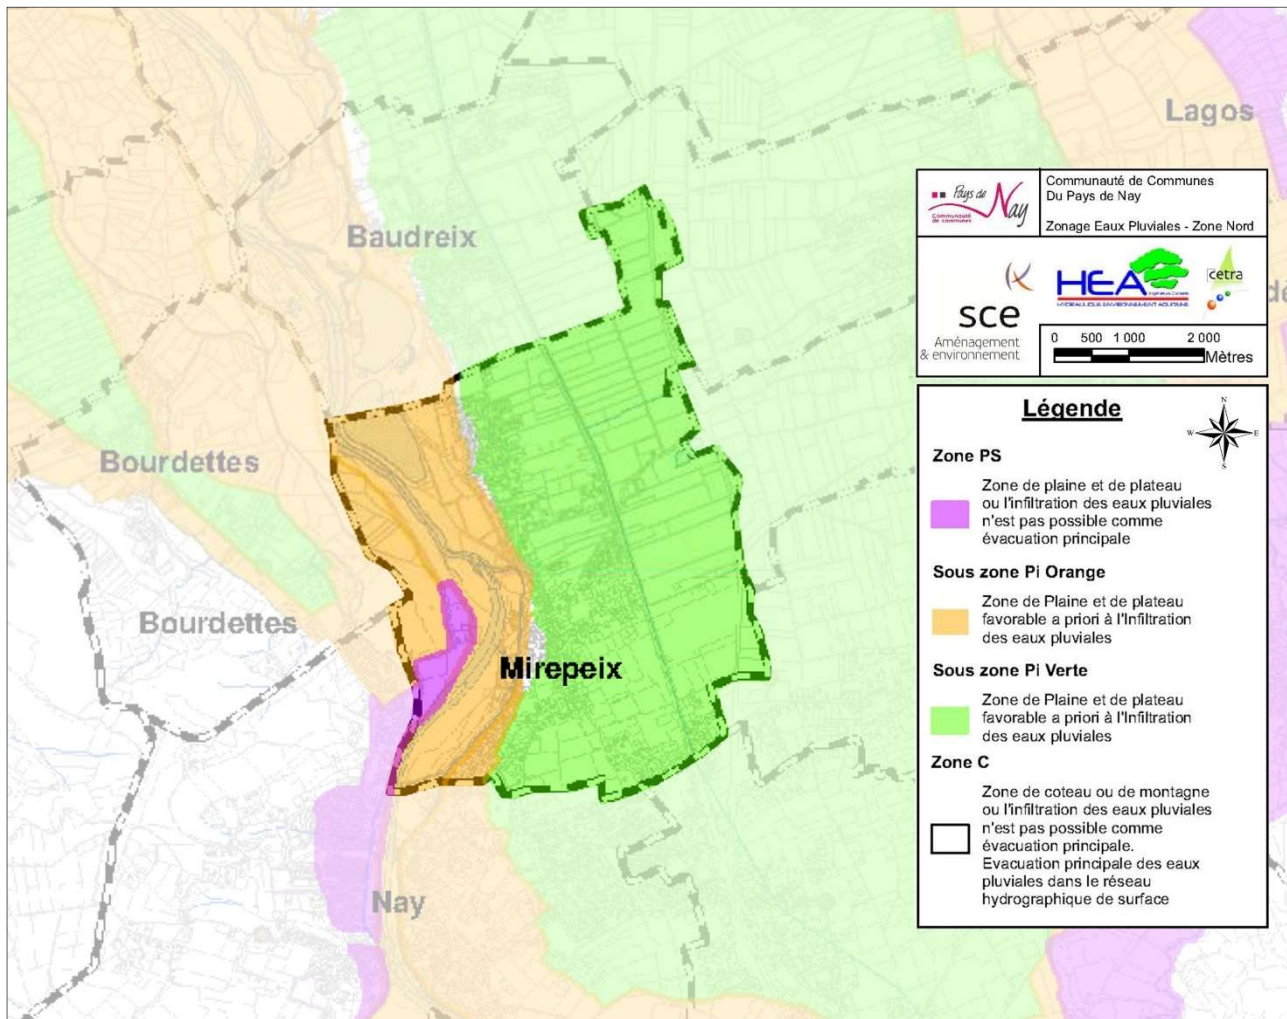 Lagos
Baudreix
Bourdettes
Bourdettes
Mirepeix
Nay
Pays de
Nay
Communauté
de communes
Communauté de Communes
Du Pays de Nay
Zonage Eaux Pluviales - Zone Nord
sce
Aménagement
& environnement
HEA
HYDRAULIQUE ENVIRONNEMENT AQUITAINE
cetra
0 500 1 000 2 000
Mètres
Légende
N
W E
S
Zone PS
Zone de plaine et de plateau
ou l'infiltration des eaux pluviales
n'est pas possible comme
évacuation principale
Sous zone Pi Orange
Zone de Plaine et de plateau
favorable a priori à l'Infiltration
des eaux pluviales
Sous zone Pi Verte
Zone de Plaine et de plateau
favorable a priori à l'Infiltration
des eaux pluviales
Zone C
Zone de coteau ou de montagne
ou l'infiltration des eaux pluviales
n'est pas possible comme
évacuation principale.
Evacuation principale des eaux
pluviales dans le réseau
hydrographique de surface